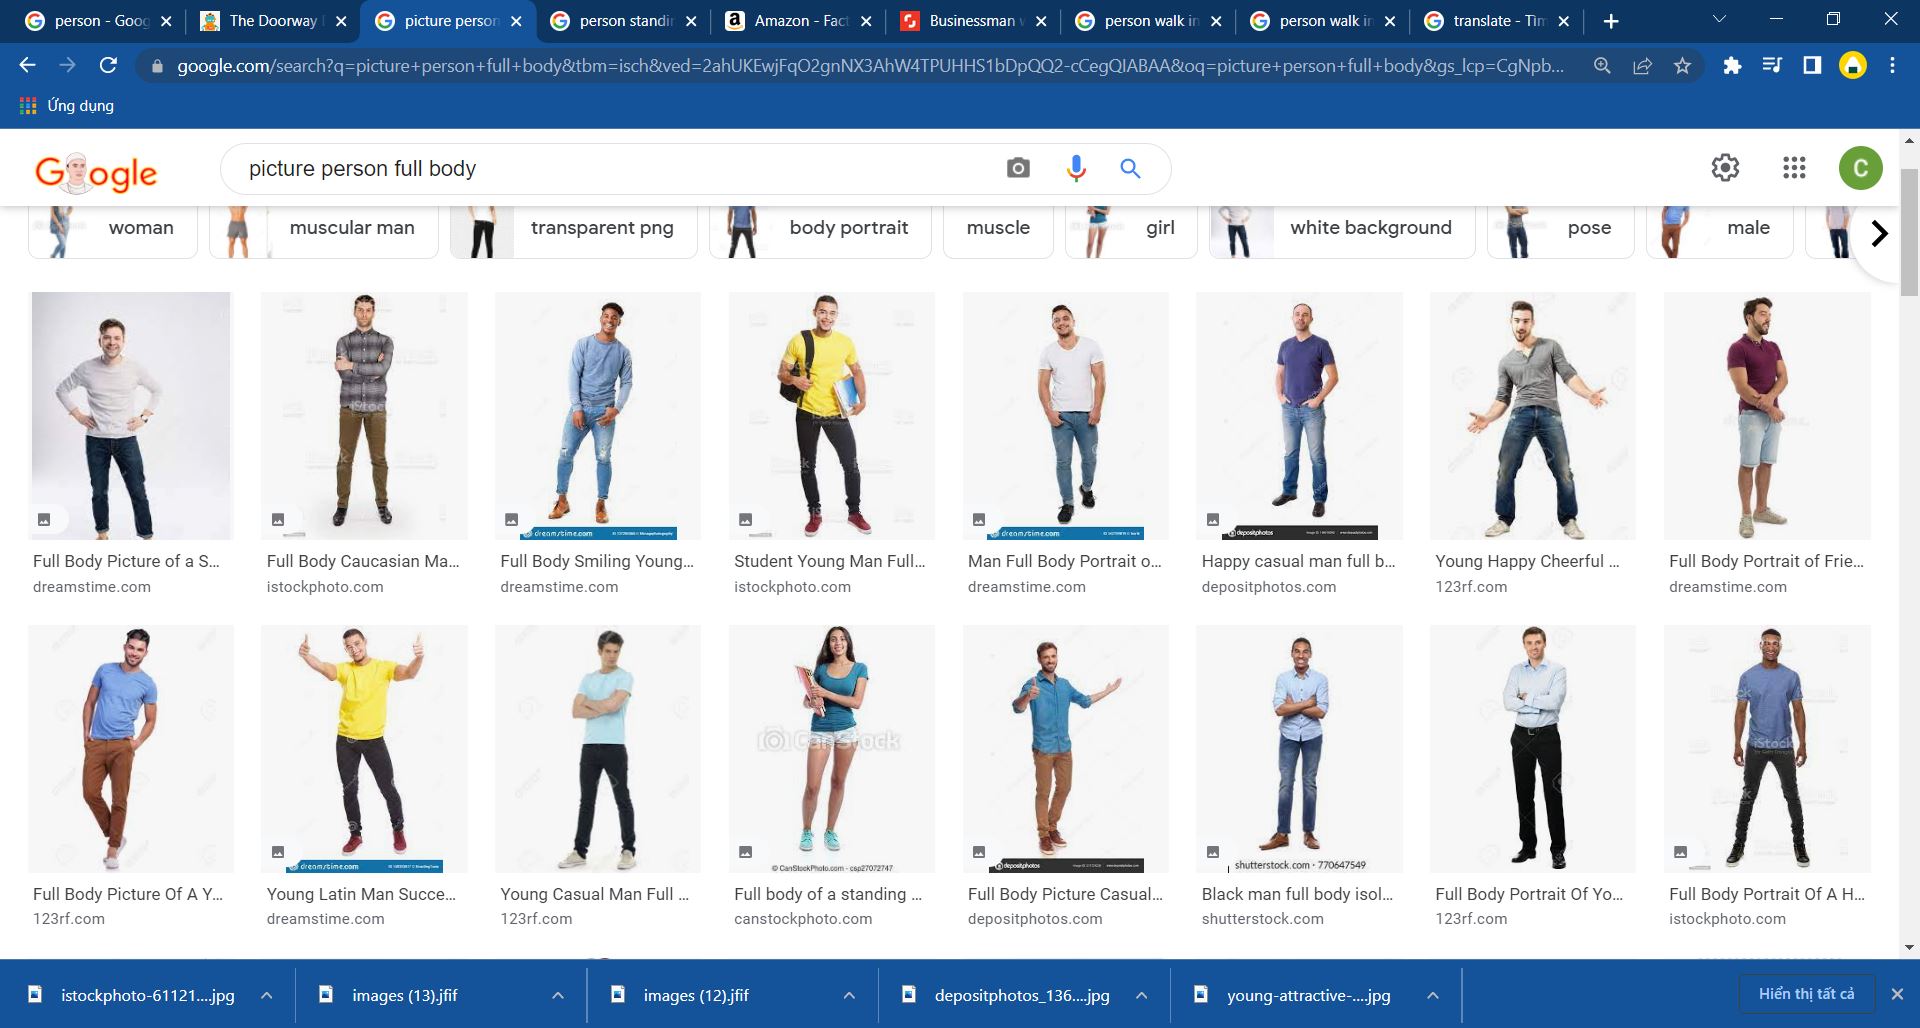 person - Goog
The Doorway
picture person
person standin
Amazon - Fact
Businessman w
person walk in
person walk in
translate - Tìm
google.com/search?q=picture+person+full+body&tbm=isch&ved=2ahUKEwjFqO2gnNX3AhW4TPUHHS1bDpQQ2-cCegQIABAA&oq=picture+person+full+body&gs_lcp=CgNpb...
Ứng dụng
Google
picture person full body
C
woman
muscular man
transparent png
body portrait
muscle
girl
white background
pose
male
dreamstime.com
dreamstime.com
depositphotos
Full Body Picture of a S...
Full Body Caucasian Ma...
Full Body Smiling Young...
Student Young Man Full...
Man Full Body Portrait o...
Happy casual man full b...
Young Happy Cheerful ...
Full Body Portrait of Frie...
dreamstime.com
istockphoto.com
dreamstime.com
istockphoto.com
dreamstime.com
depositphotos.com
123rf.com
dreamstime.com
CanStock
iStock
dreamstime.com
© CanStockPhoto.com - csp27072747
depositphotos
shutterstock.com · 770647549
Full Body Picture Of A Y...
Young Latin Man Succe...
Young Casual Man Full ...
Full body of a standing ...
Full Body Picture Casual...
Black man full body isol...
Full Body Portrait Of Yo...
Full Body Portrait Of A H...
123rf.com
dreamstime.com
123rf.com
canstockphoto.com
depositphotos.com
shutterstock.com
123rf.com
istockphoto.com
istockphoto-61121....jpg
images (13).jfif
images (12).jfif
depositphotos_136....jpg
young-attractive-....jpg
Hiển thị tất cả